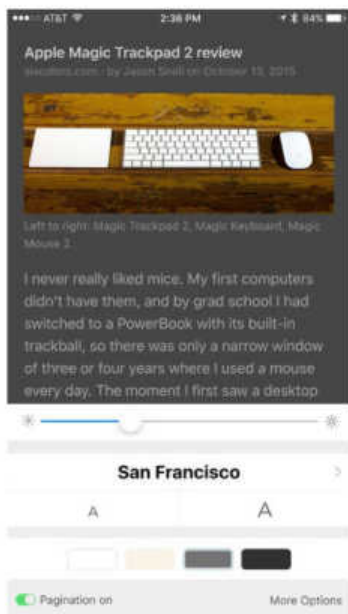 AT&T 2:36 PM 84%
Apple Magic Trackpad 2 review
by Jason Snell on October 13, 2015
Left to right: Magic Trackpad 2, Magic Keyboard, Magic
Mouse 2
I never really liked mice. My first computers
didn't have them, and by grad school I had
switched to a PowerBook with its built-in
trackball, so there was only a narrow window
of three or four years where I used a mouse
every day. The moment I first saw a desktop
San Francisco
A A
Pagination on More Options